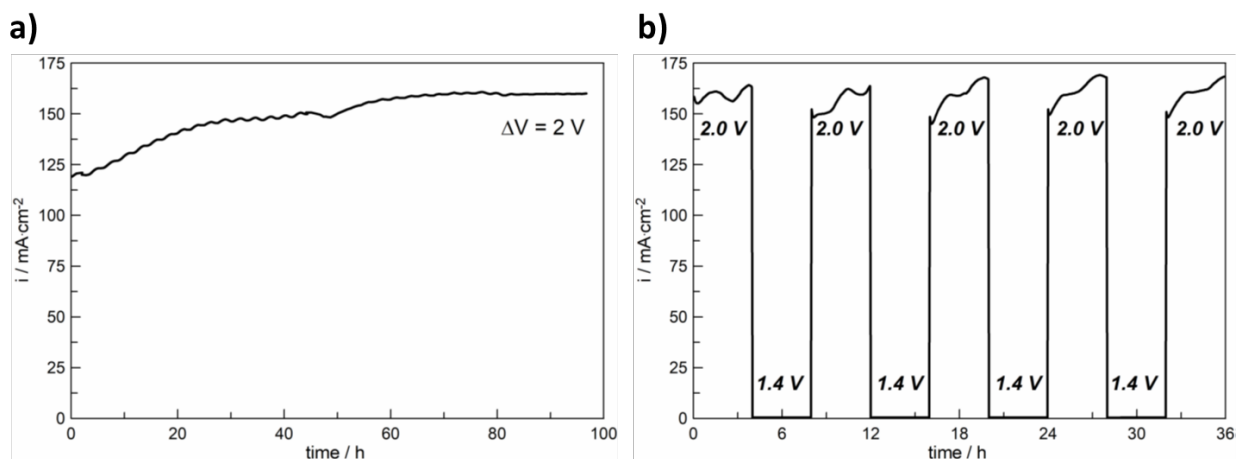 a)
175
150
125
100
75
50
25
0
i / mA·cm⁻²
ΔV = 2 V
0 20 40 60 80 100
time / h
b)
175
150
125
100
75
50
25
0
i / mA·cm⁻²
2.0 V 2.0 V 2.0 V 2.0 V 2.0 V
1.4 V 1.4 V 1.4 V 1.4 V
0 6 12 18 24 30 36
time / h